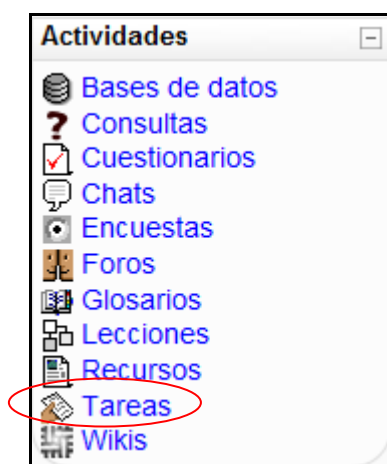 Actividades
Bases de datos
Consultas
Cuestionarios
Chats
Encuestas
Foros
Glosarios
Lecciones
Recursos
Tareas
Wikis